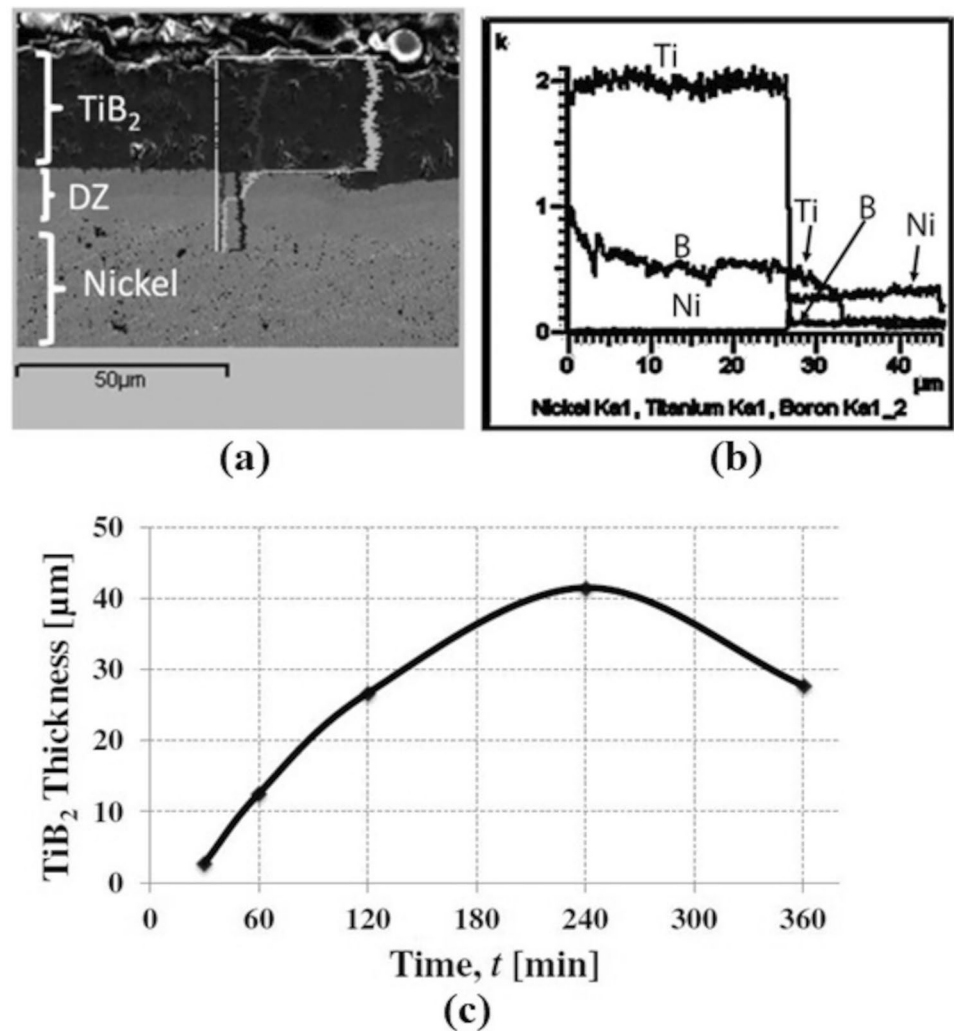 TiB₂
DZ
Nickel
50µm
(a)
k
Ti
2
Ti
B
Ni
1
B
Ni
0
0
10
20
30
40
µm
Nickel Ka1, Titanium Ka1, Boron Ka1_2
(b)
50
40
30
20
10
0
TiB₂ Thickness [µm]
0 60 120 180 240 300 360
Time, t [min]
(c)